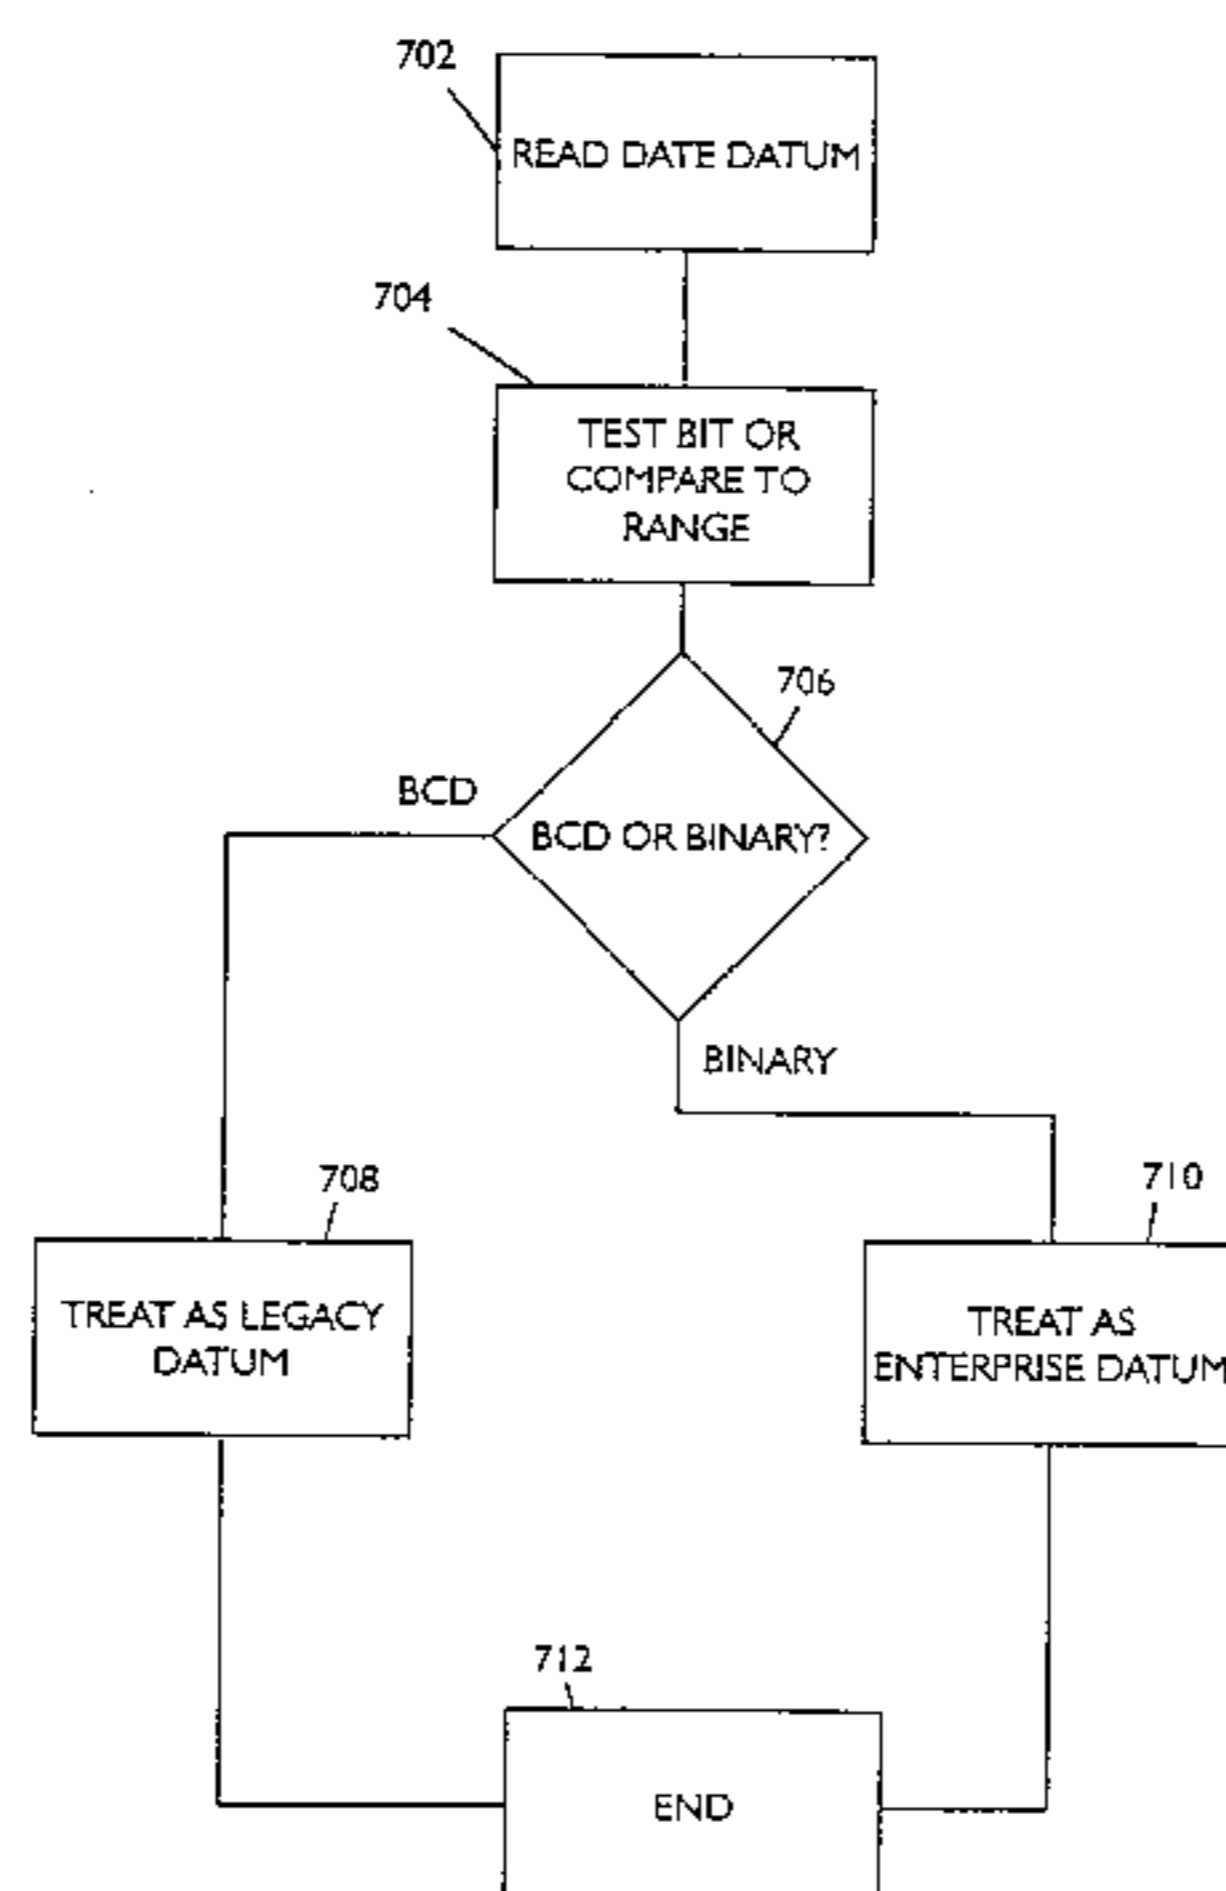 702
READ DATE DATUM
704
TEST BIT OR
COMPARE TO
RANGE
706
BCD
BCD OR BINARY?
BINARY
708
710
TREAT AS LEGACY
DATUM
TREAT AS
ENTERPRISE DATUM
712
END